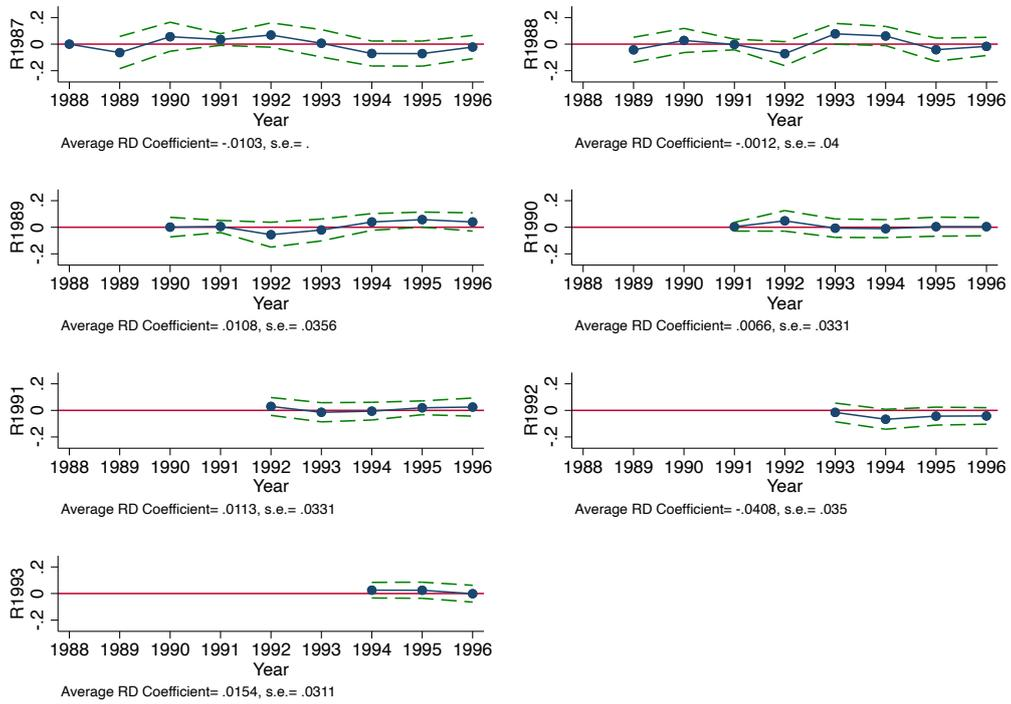 R1987
.2
0
-.2
1988 1989 1990 1991 1992 1993 1994 1995 1996
Year
Average RD Coefficient= -.0103, s.e.= .
R1988
.2
0
-.2
1988 1989 1990 1991 1992 1993 1994 1995 1996
Year
Average RD Coefficient= -.0012, s.e.= .04
R1989
.2
0
-.2
1988 1989 1990 1991 1992 1993 1994 1995 1996
Year
Average RD Coefficient= .0108, s.e.= .0356
R1990
.2
0
-.2
1988 1989 1990 1991 1992 1993 1994 1995 1996
Year
Average RD Coefficient= .0066, s.e.= .0331
R1991
.2
0
-.2
1988 1989 1990 1991 1992 1993 1994 1995 1996
Year
Average RD Coefficient= .0113, s.e.= .0331
R1992
.2
0
-.2
1988 1989 1990 1991 1992 1993 1994 1995 1996
Year
Average RD Coefficient= -.0408, s.e.= .035
R1993
.2
0
-.2
1988 1989 1990 1991 1992 1993 1994 1995 1996
Year
Average RD Coefficient= .0154, s.e.= .0311